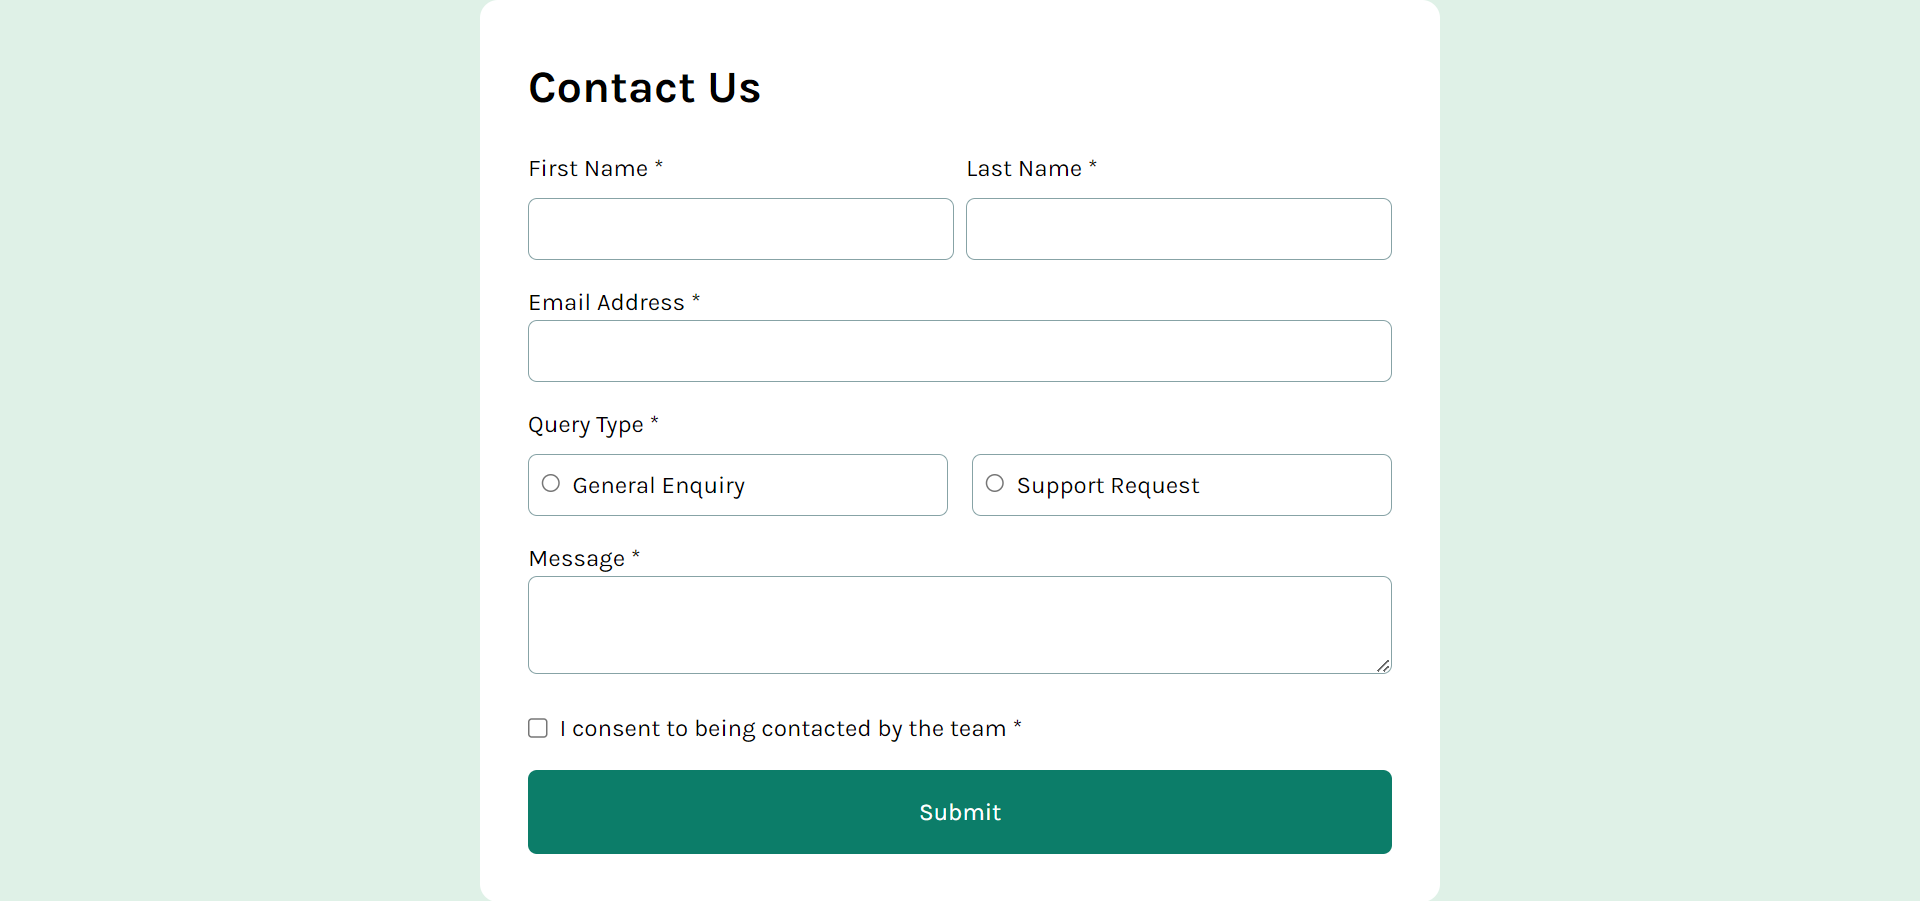 Contact Us
First Name * Last Name *
Email Address *
Query Type *
General Enquiry Support Request
Message *
I consent to being contacted by the team *
Submit